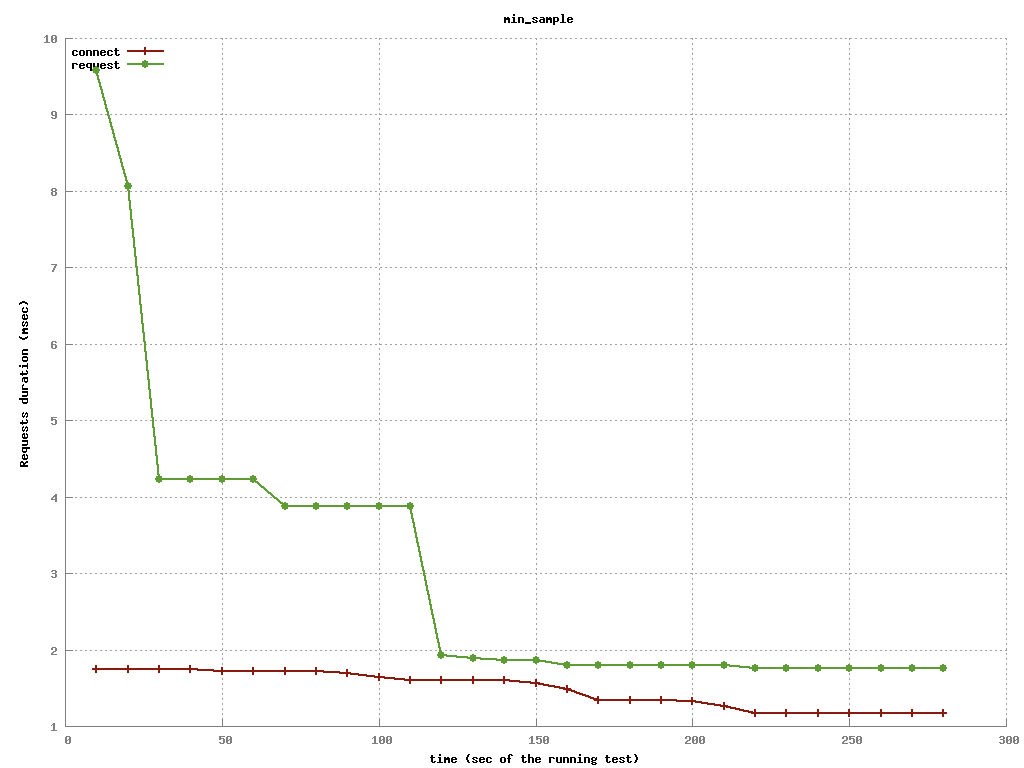 min_sample
connect
request
10
9
8
7
6
5
4
3
2
1
Requests duration (msec)
0 50 100 150 200 250 300
time (sec of the running test)